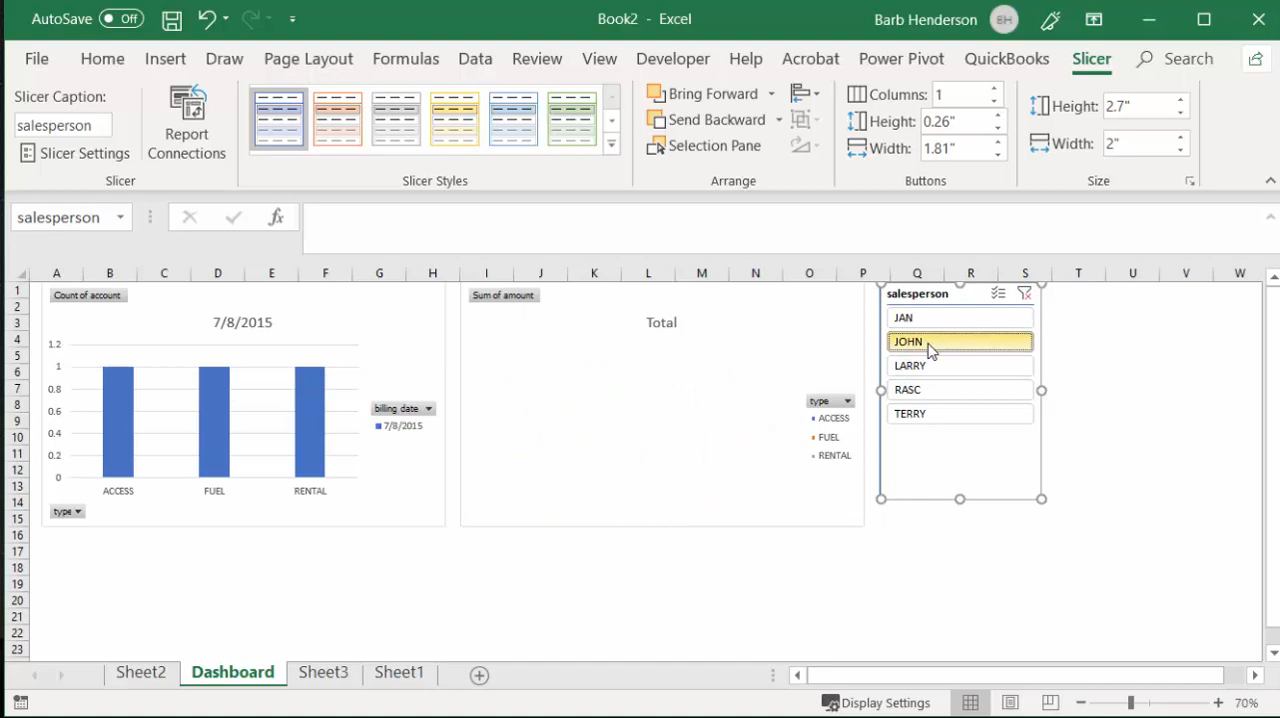 AutoSave Off
Book2 - Excel
Barb Henderson BH
File Home Insert Draw Page Layout Formulas Data Review View Developer Help Acrobat Power Pivot QuickBooks Slicer Search
Slicer Caption:
salesperson
Slicer Settings
Report
Connections
Slicer
Slicer Styles
Bring Forward
Send Backward
Selection Pane
Arrange
Columns: 1
Height: 0.26"
Width: 1.81"
Buttons
Height: 2.7"
Width: 2"
Size
salesperson
fx
A B C D E F G H I J K L M N O P Q R S T U V W
1
2
3
4
5
6
7
8
9
10
11
12
13
14
15
16
17
18
19
20
21
22
23
Count of account
7/8/2015
1.2
1
0.8
0.6
0.4
0.2
0
ACCESS FUEL RENTAL
type
billing date
7/8/2015
Sum of amount
Total
type
ACCESS
FUEL
RENTAL
salesperson
JAN
JOHN
LARRY
RASC
TERRY
Sheet2 Dashboard Sheet3 Sheet1
Display Settings
70%